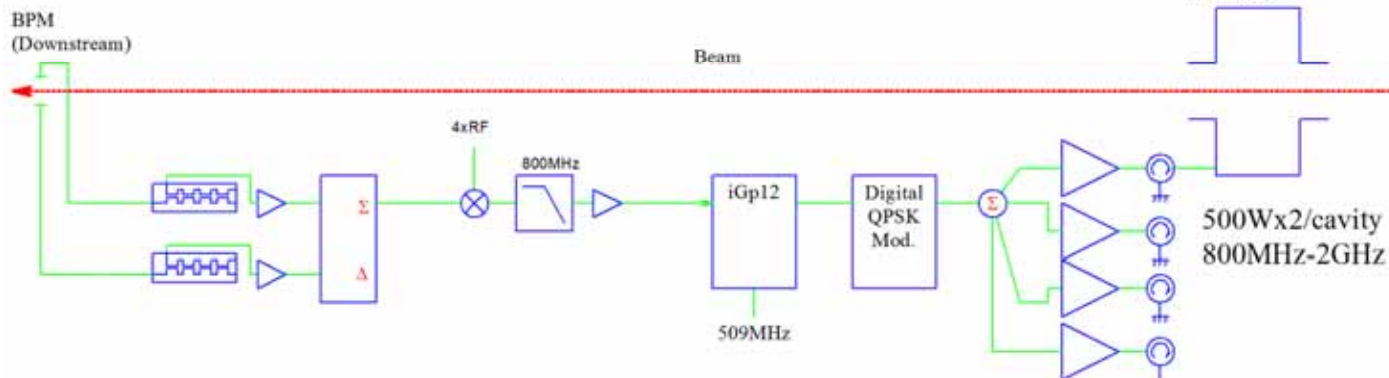 BPM
(Downstream)
Beam
4xRF
800MHz
Σ
Δ
iGp12
Digital
QPSK
Mod.
Σ
500Wx2/cavity
800MHz-2GHz
509MHz